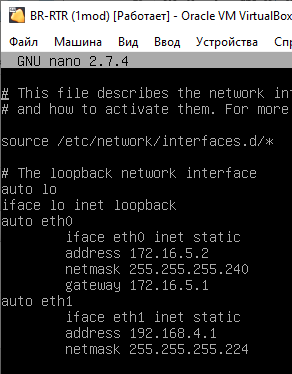 BR-RTR (1mod) [Работает] - Oracle VM VirtualBox
Файл Машина Вид Ввод Устройства
GNU nano 2.7.4
# This file describes the network
# and how to activate them. For more
source /etc/network/interfaces.d/*
# The loopback network interface
auto lo
iface lo inet loopback
auto eth0
iface eth0 inet static
address 172.16.5.2
netmask 255.255.255.240
gateway 172.16.5.1
auto eth1
iface eth1 inet static
address 192.168.4.1
netmask 255.255.255.224